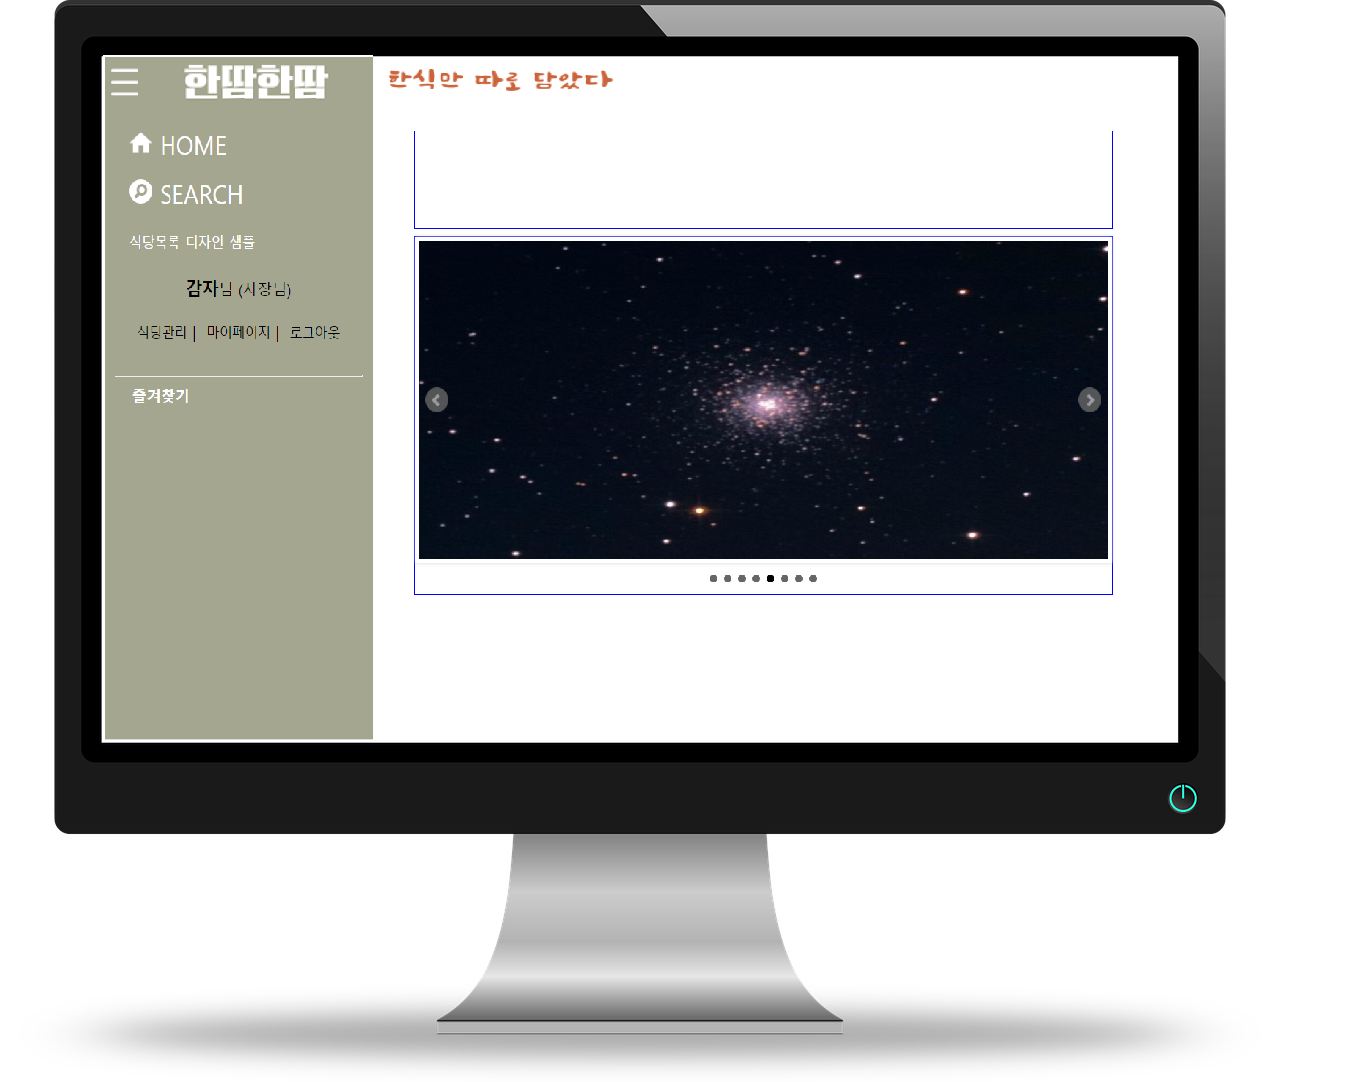 한땀한땀
한식만 따로 담았다
HOME
SEARCH
식당목록 디자인 샘플
감자님 (사장님)
식당관리 | 마이페이지 | 로그아웃
즐겨찾기